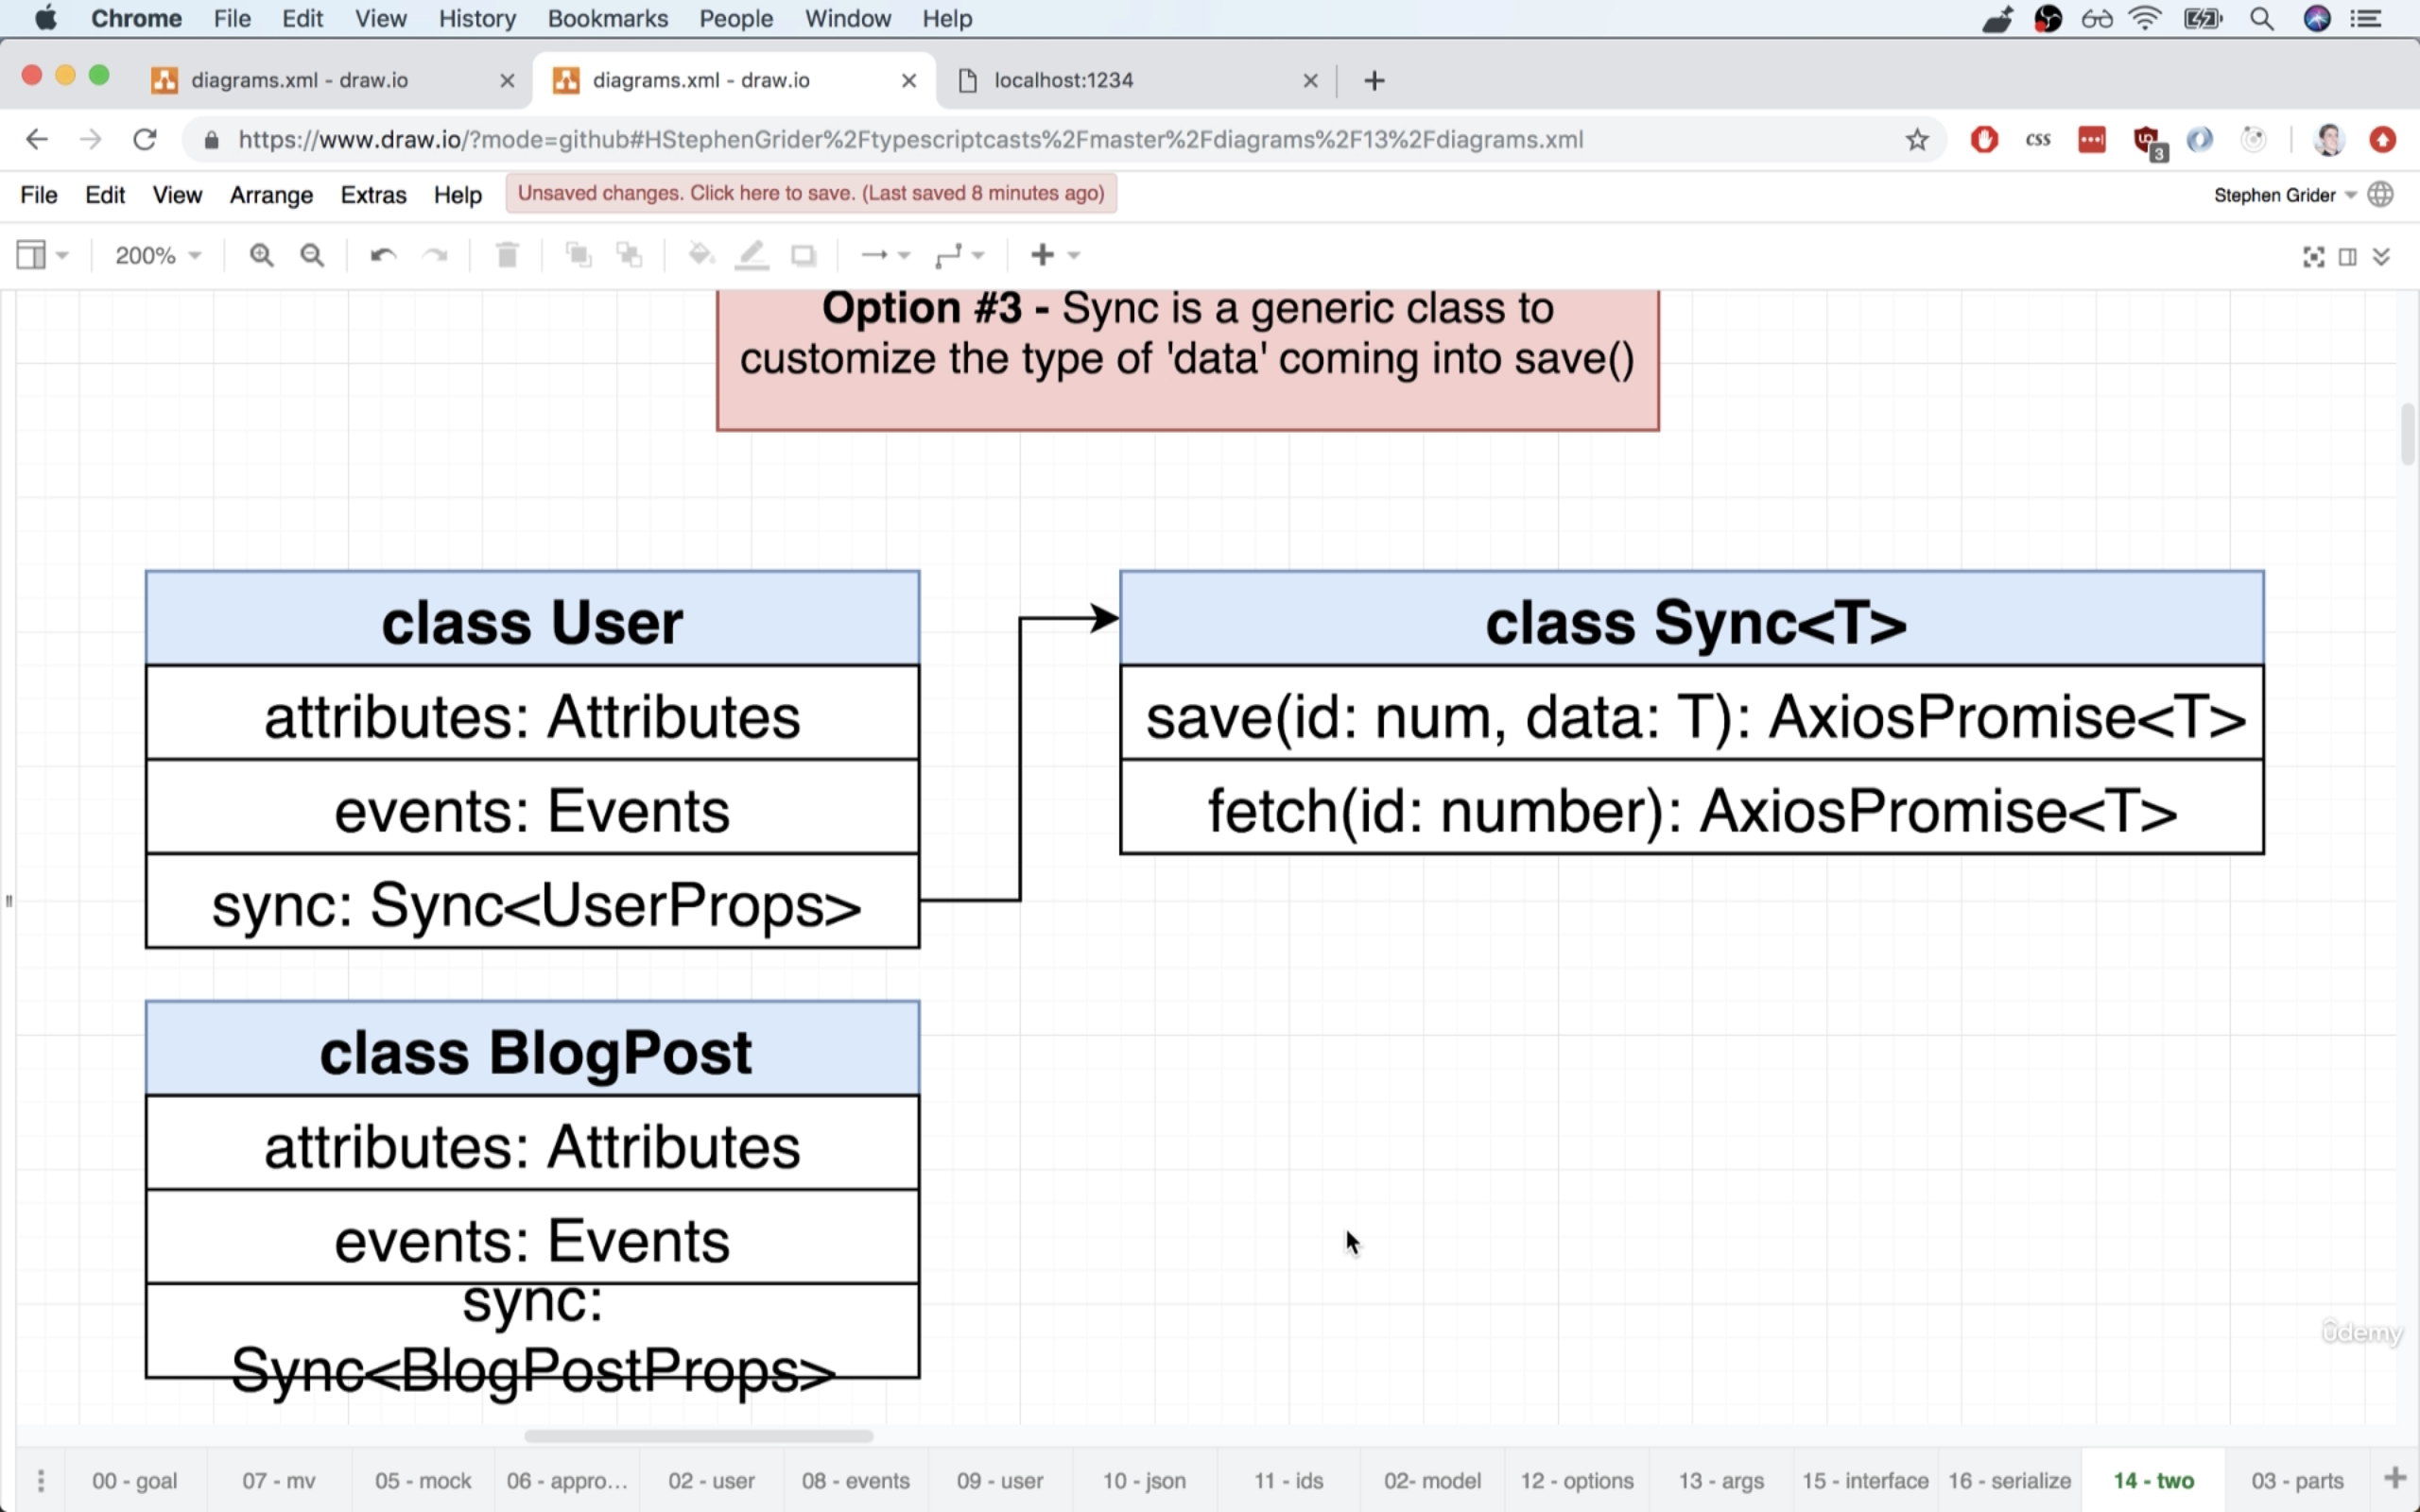 Chrome File Edit View History Bookmarks People Window Help
diagrams.xml - draw.io
diagrams.xml - draw.io
localhost:1234
https://www.draw.io/?mode=github#HStephenGrider%2Ftypescriptcasts%2Fmaster%2Fdiagrams%2F13%2Fdiagrams.xml
CSS
3
File Edit View Arrange Extras Help
Unsaved changes. Click here to save. (Last saved 8 minutes ago)
Stephen Grider
200%
Option #3 - Sync is a generic class to
customize the type of 'data' coming into save()
class User
attributes: Attributes
events: Events
sync: Sync<UserProps>
class Sync<T>
save(id: num, data: T): AxiosPromise<T>
fetch(id: number): AxiosPromise<T>
class BlogPost
attributes: Attributes
events: Events
sync:
Sync<BlogPostProps>
ûdemy
00 - goal
07 - mv
05 - mock
06 - appro...
02 - user
08 - events
09 - user
10 - json
11 - ids
02- model
12 - options
13 - args
15 - interface
16 - serialize
14 - two
03 - parts